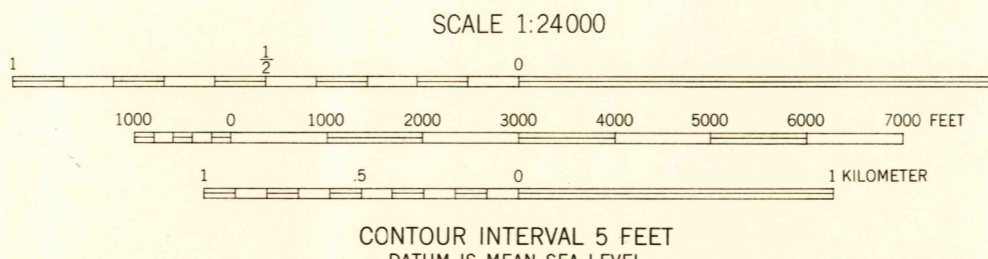 SCALE 1:24000
1 1/2 0
1000 0 1000 2000 3000 4000 5000 6000 7000 FEET
1 .5 0 1 KILOMETER
CONTOUR INTERVAL 5 FEET
DATUM IS MEAN SEA LEVEL